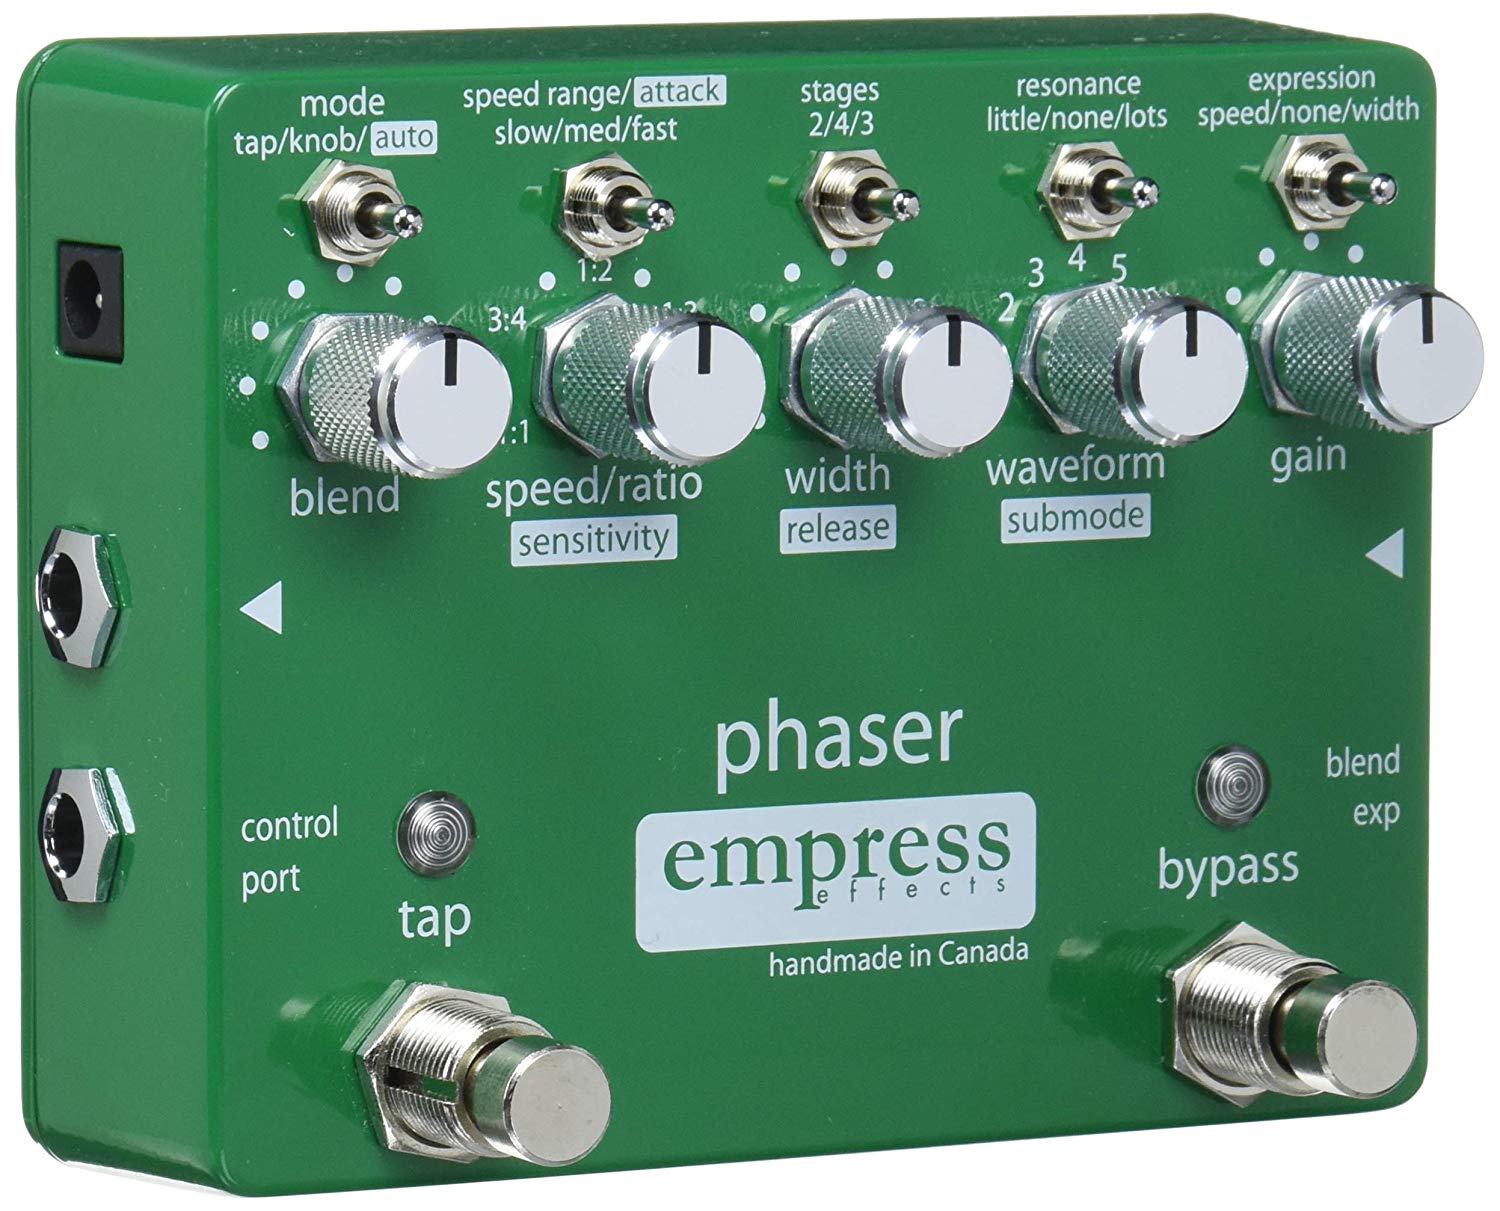 mode
tap/knob/auto
speed range/attack
slow/med/fast
stages
2/4/3
resonance
little/none/lots
expression
speed/none/width
1:2
3:4
2
3
4
5
blend
speed/ratio
sensitivity
width
release
waveform
submode
gain
phaser
empress
effects
handmade in Canada
control
port
tap
blend
exp
bypass